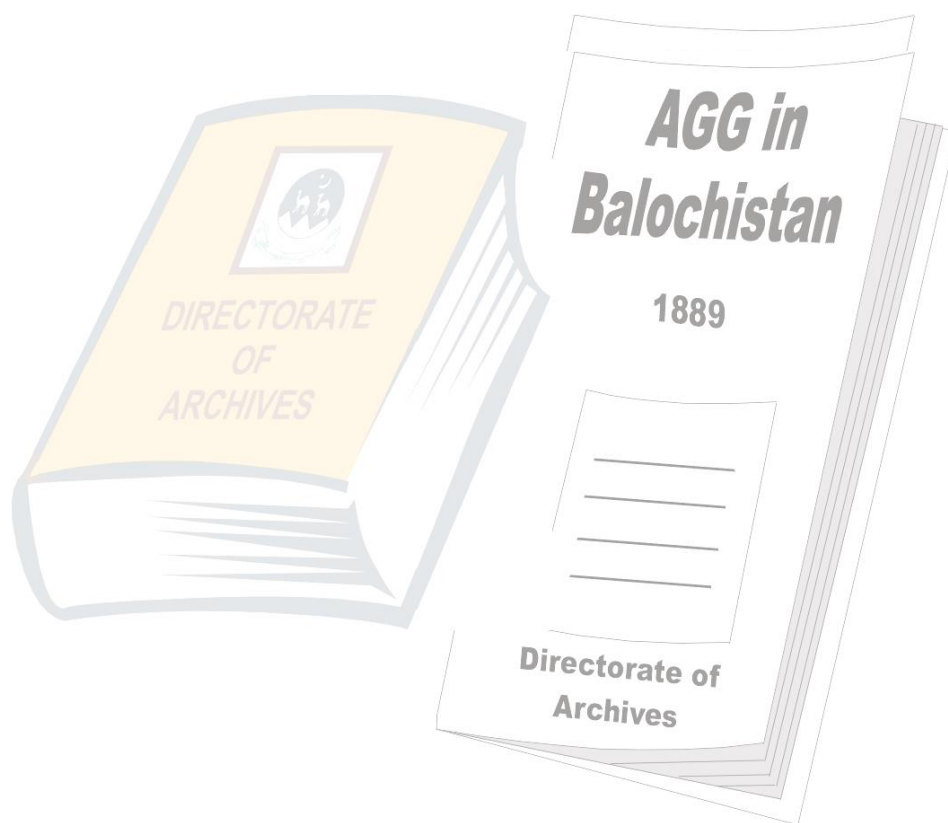 DIRECTORATE
OF
ARCHIVES
AGG in
Balochistan
1889
Directorate of
Archives